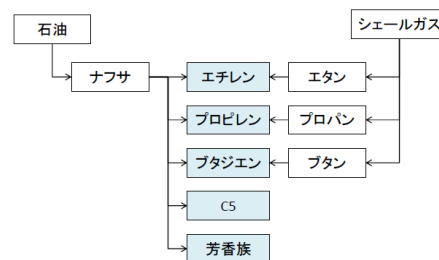 石油
シェールガス
ナフサ
エチレン
エタン
プロピレン
プロパン
ブタジエン
ブタン
C5
芳香族